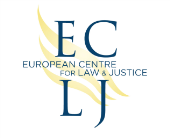 EC
EUROPEAN CENTRE
FOR LAW & JUSTICE
LJ